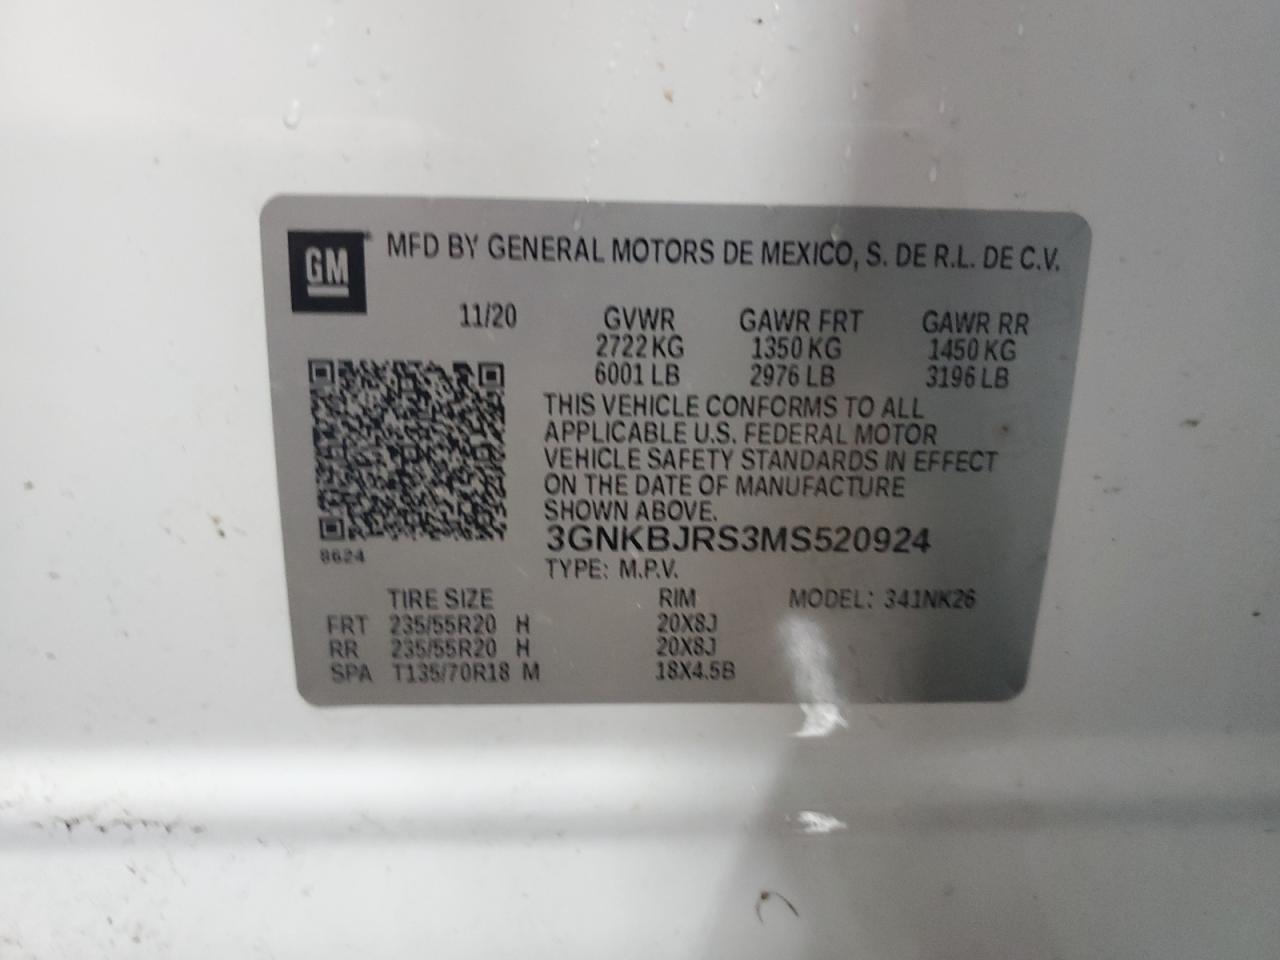 GM
MFD BY GENERAL MOTORS DE MEXICO, S. DE R.L. DE C.V.
11/20 GVWR GAWR FRT GAWR RR
2722 KG 1350 KG 1450 KG
6001 LB 2976 LB 3196 LB
THIS VEHICLE CONFORMS TO ALL
APPLICABLE U.S. FEDERAL MOTOR
VEHICLE SAFETY STANDARDS IN EFFECT
ON THE DATE OF MANUFACTURE
SHOWN ABOVE.
3GNKBJRS3MS520924
8624
TYPE: M.P.V.
TIRE SIZE RIM MODEL: 341NK26
FRT 235/55R20 H 20X8J
RR 235/55R20 H 20X8J
SPA T135/70R18 M 18X4.5B